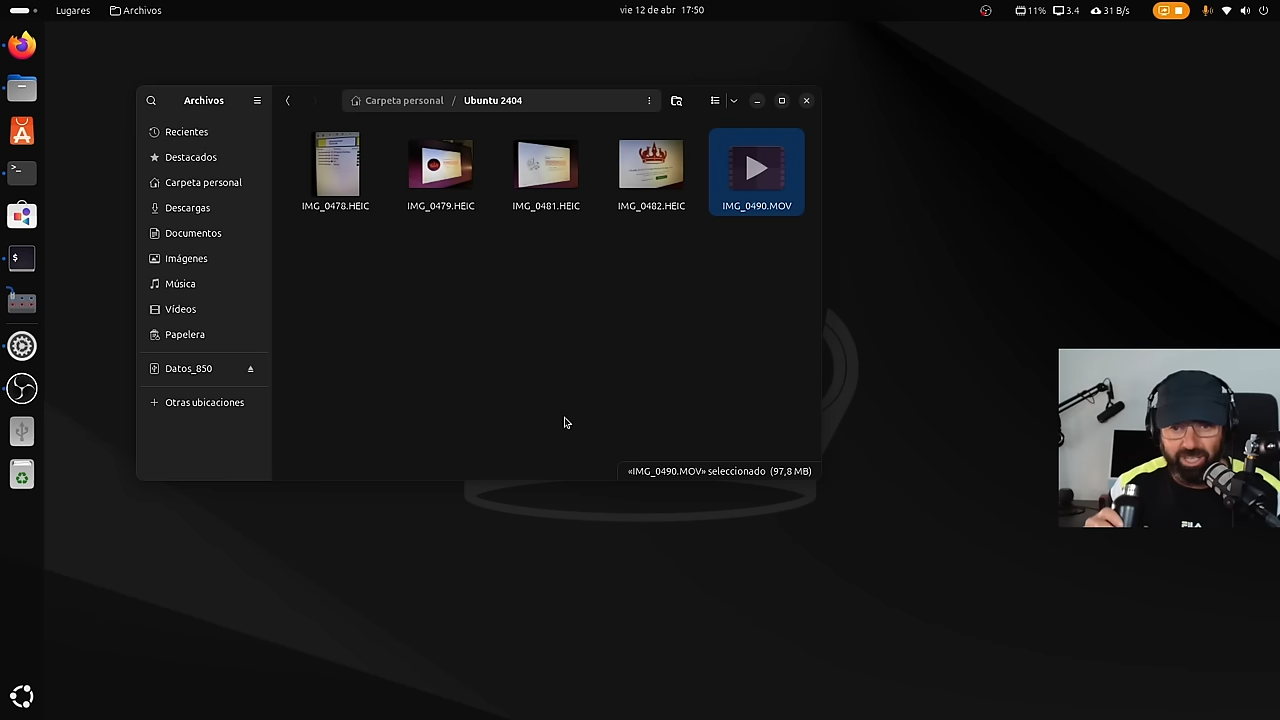 Lugares
Archivos
vie 12 de abr 17:50
11%
3.4
31 B/s
Archivos
Carpeta personal / Ubuntu 2404
Recientes
Destacados
Carpeta personal
Descargas
Documentos
Imágenes
Música
Vídeos
Papelera
Datos_850
Otras ubicaciones
IMG_0478.HEIC
IMG_0479.HEIC
IMG_0481.HEIC
IMG_0482.HEIC
IMG_0490.MOV
«IMG_0490.MOV» seleccionado (97,8 MB)
FILA